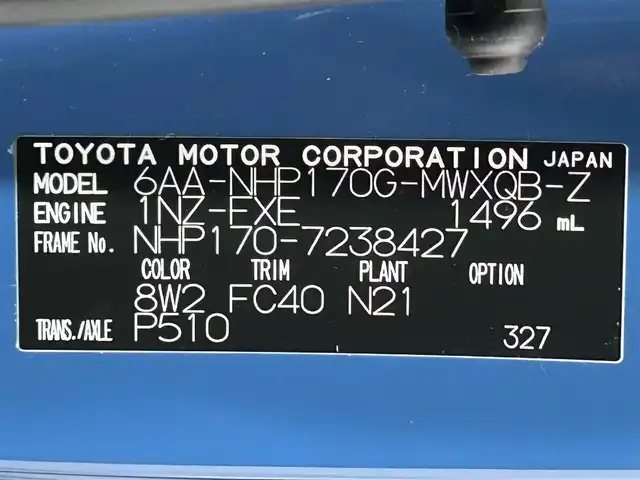 TOYOTA MOTOR CORPORATION JAPAN
MODEL 6AA-NHP170G-MWXQB-Z
ENGINE 1NZ-FXE 1496 mL
FRAME No. NHP170-7238427
COLOR TRIM PLANT OPTION
8W2 FC40 N21
TRANS./AXLE P510 327